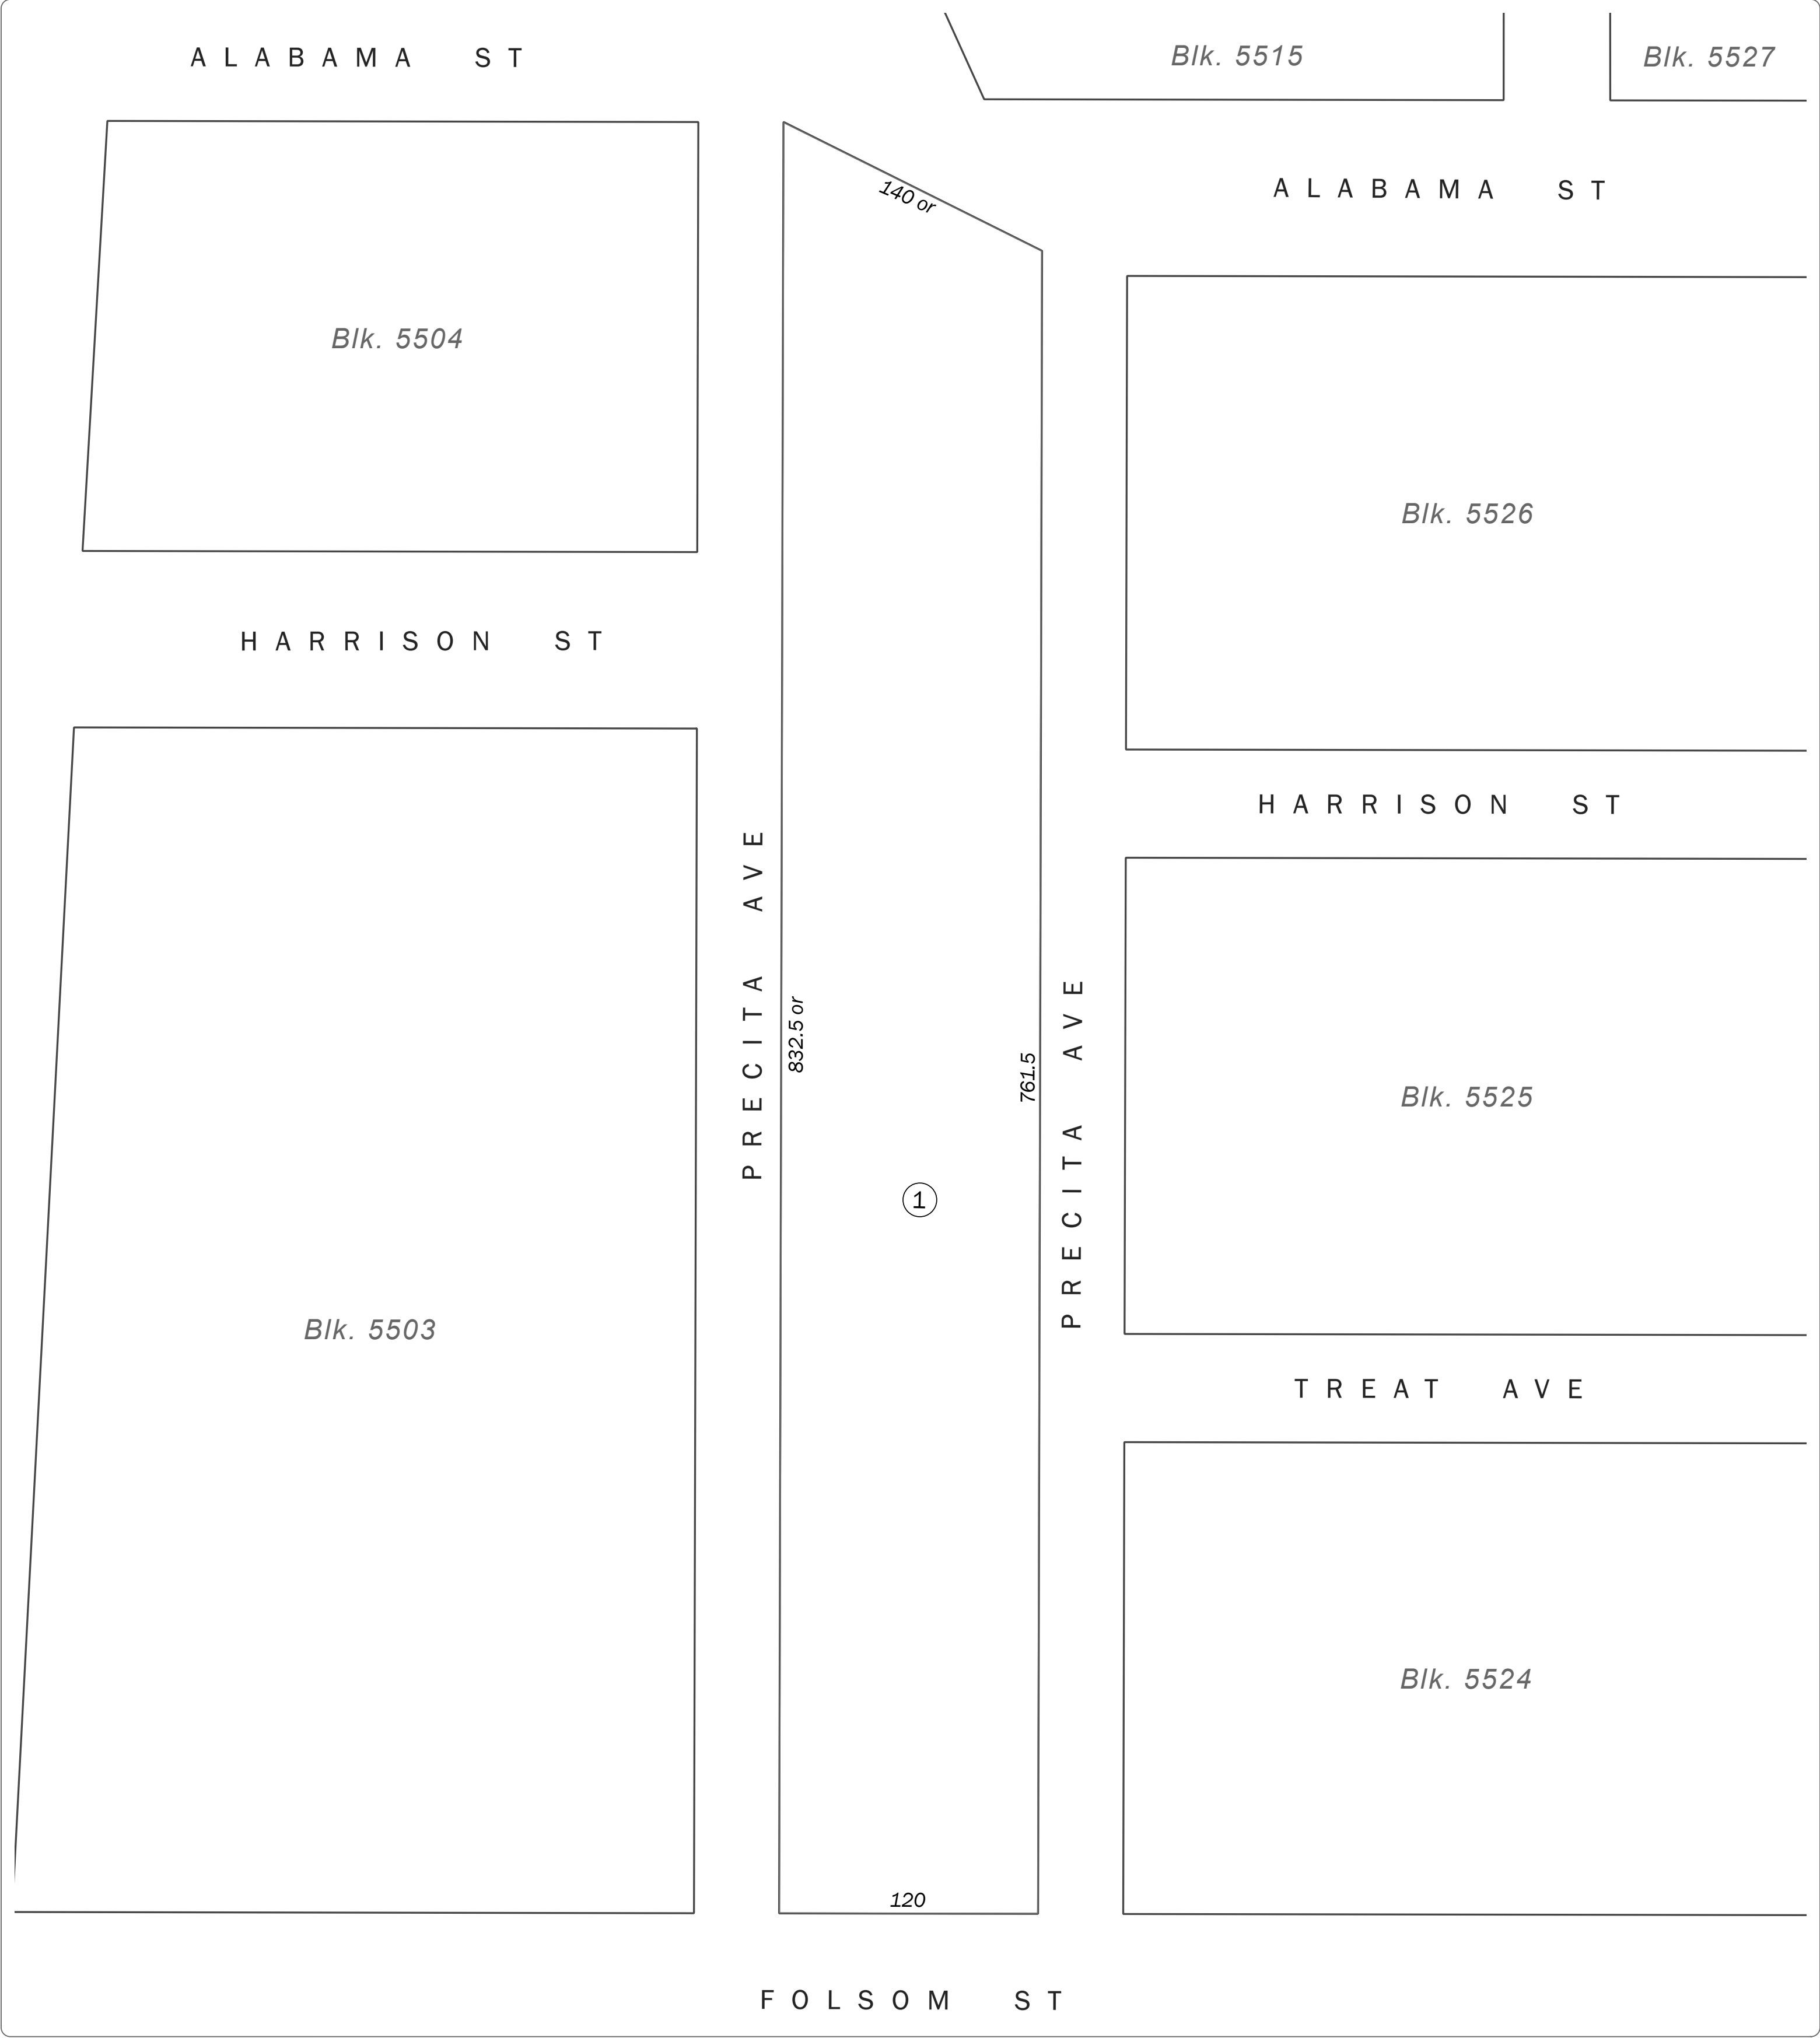 ALABAMA ST
Blk. 5515
Blk. 5527
140 or
ALABAMA ST
Blk. 5504
Blk. 5526
HARRISON ST
HARRISON ST
PRECITA AVE
832.5 or
761.5
PRECITA AVE
Blk. 5525
1
Blk. 5503
TREAT AVE
Blk. 5524
120
FOLSOM ST